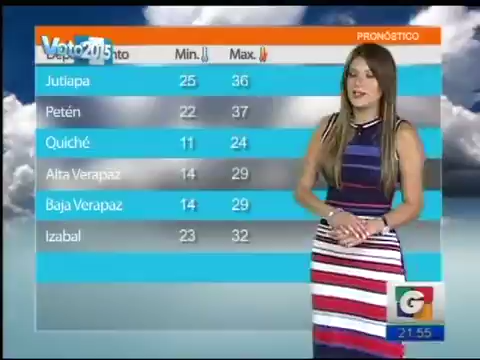 PRONÓSTICO
Voto2015
Min. Max.
Jutiapa 25 36
Petén 22 37
Quiché 11 24
Alta Verapaz 14 29
Baja Verapaz 14 29
Izabal 23 32
G
21:55